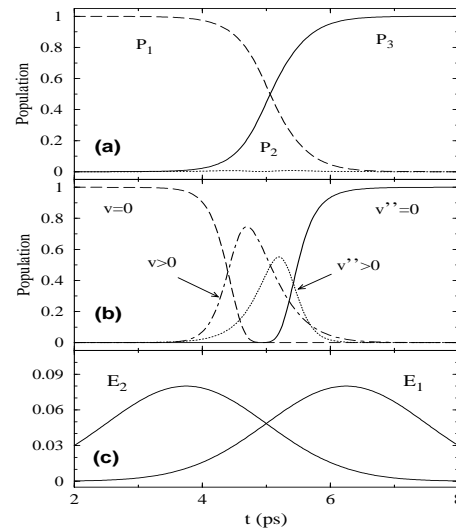 1
P₁
P₃
0.8
0.6
Population
0.4
P₂
0.2
(a)
0
1
v=0
v’’=0
0.8
v>0
v’’>0
0.6
Population
0.4
0.2
(b)
0
E₂
E₁
0.09
0.06
0.03
(c)
0
2
4
6
8
t (ps)